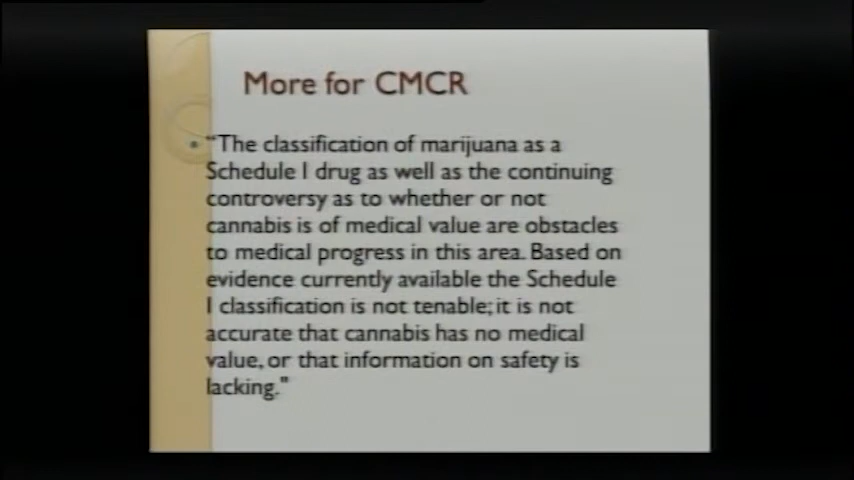 More for CMCR
• "The classification of marijuana as a
Schedule I drug as well as the continuing
controversy as to whether or not
cannabis is of medical value are obstacles
to medical progress in this area. Based on
evidence currently available the Schedule
I classification is not tenable; it is not
accurate that cannabis has no medical
value, or that information on safety is
lacking."